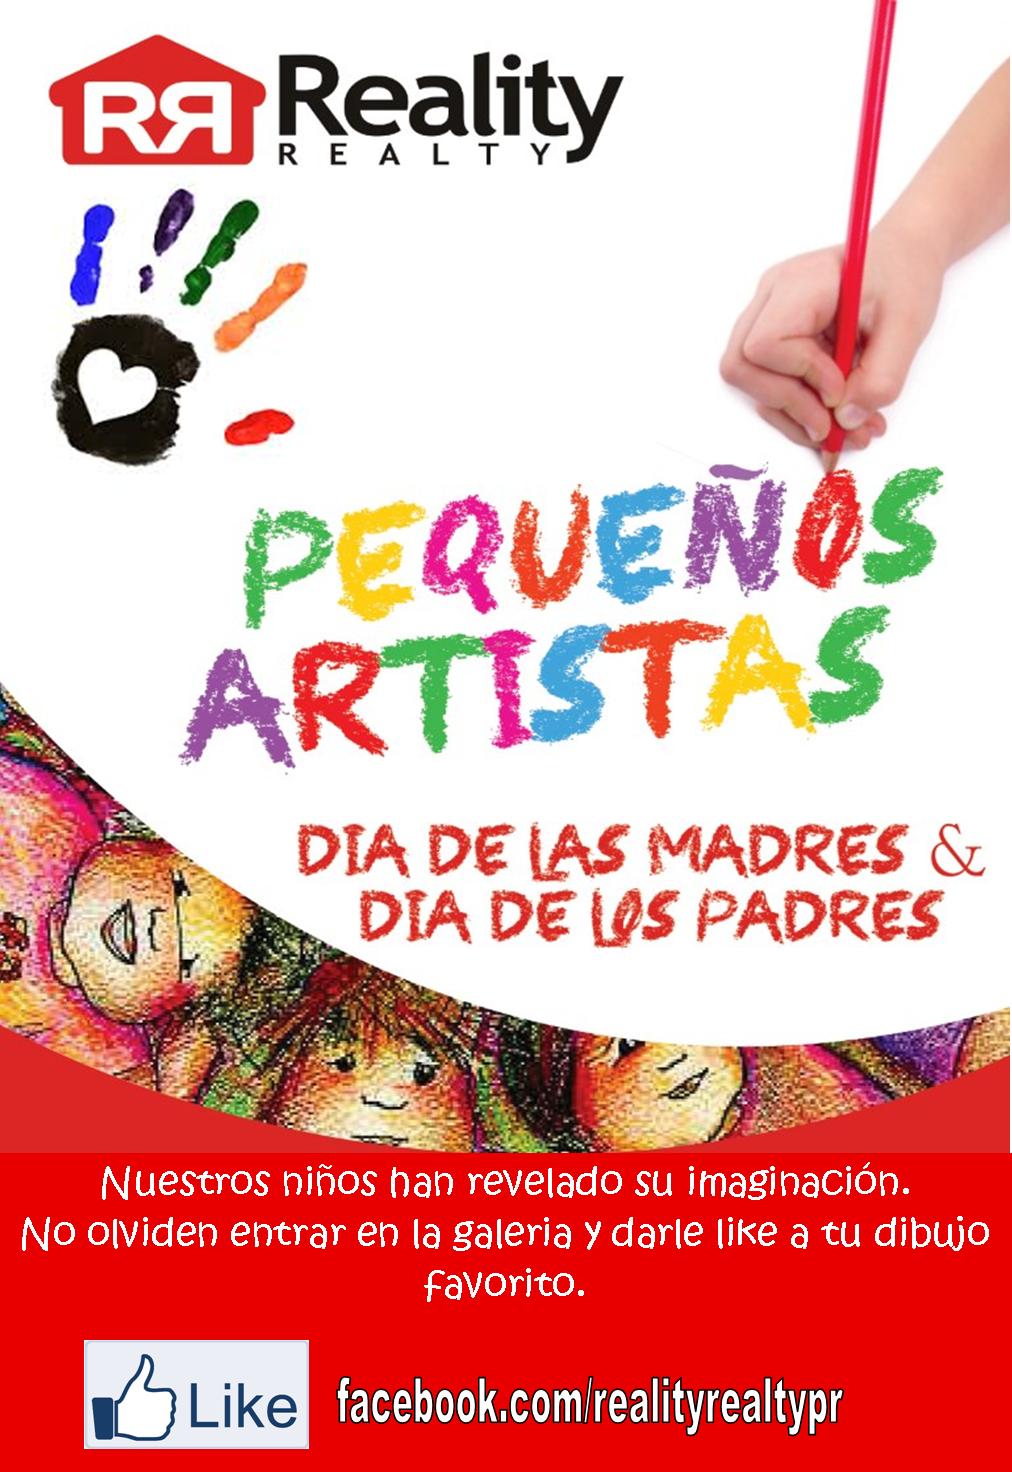 RR Reality
REALTY
PEQUEÑOS
ARTISTAS
DIA DE LAS MADRES &
DIA DE LOS PADRES
Nuestros niños han revelado su imaginación.
No olviden entrar en la galeria y darle like a tu dibujo
favorito.
Like facebook.com/realityrealtypr